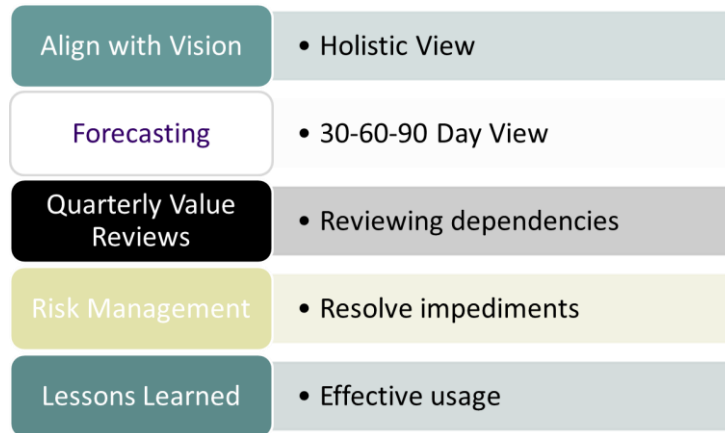 Align with Vision
• Holistic View
Forecasting
• 30-60-90 Day View
Quarterly Value
Reviews
• Reviewing dependencies
Risk Management
• Resolve impediments
Lessons Learned
• Effective usage